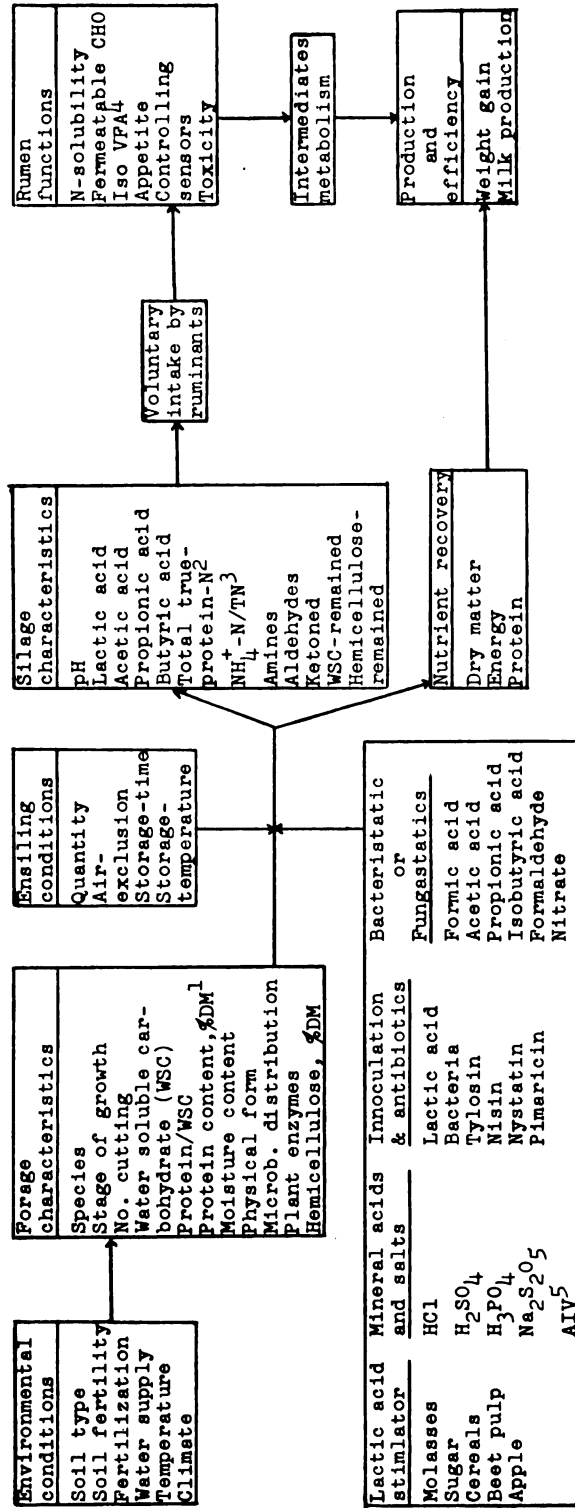 Environmental
conditions
Soil type
Soil fertility
Fertilization
Water supply
Temperature
Climate
Forage
characteristics
Species
Stage of growth
No. cutting
Water soluble car-
bohydrate (WSC)
Protein/WSC
Protein content,%DM¹
Moisture content
Physical form
Microb. distribution
Plant enzymes
Hemicellulose, %DM
Ensiling
conditions
Quantity
Air-
exclusion
Storage-time
Storage-
temperature
Silage
characteristics
pH
Lactic acid
Acetic acid
Propionic acid
Butyric acid
Total true-
protein-N²
NH₄⁺-N/TN³
Amines
Aldehydes
Ketoned
WSC-remained
Hemicellulose-
remained
Voluntary
intake by
ruminants
Rumen
functions
N-solubility
Fermeatable CHO
Iso VFA⁴
Appetite
Controlling
sensors
Toxicity
Intermediates
metabolism
Production
and
efficiency
Weight gain
Milk production
Nutrient recovery
Dry matter
Energy
Protein
Lactic acid
stimlator
Molasses
Sugar
Cereals
Beet pulp
Apple
Mineral acids
and salts
HCl
H₂SO₄
H₃PO₄
Na₂S₂O₅
AIV⁵
Innoculation
& antibiotics
Lactic acid
Bacteria
Tylosin
Nisin
Nystatin
Pimaricin
Bacteristatic
or
Fungastatics
Formic acid
Acetic acid
Propionic acid
Isobutyric acid
Formaldehyde
Nitrate